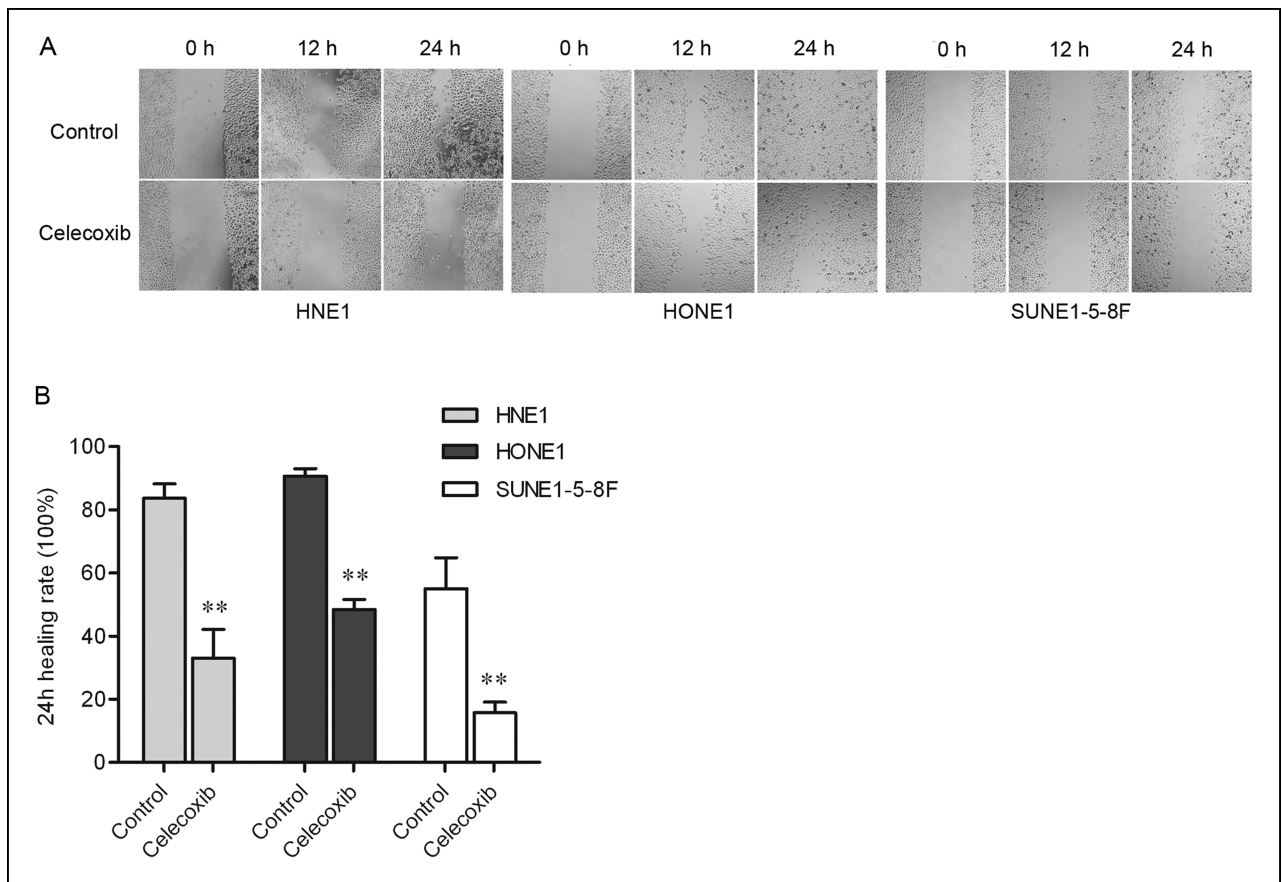 A
0 h 12 h 24 h 0 h 12 h 24 h 0 h 12 h 24 h
Control
Celecoxib
HNE1 HONE1 SUNE1-5-8F
B
HNE1
HONE1
SUNE1-5-8F
24h healing rate (100%)
100
80
60
40
20
0
**
**
**
Control Celecoxib Control Celecoxib Control Celecoxib